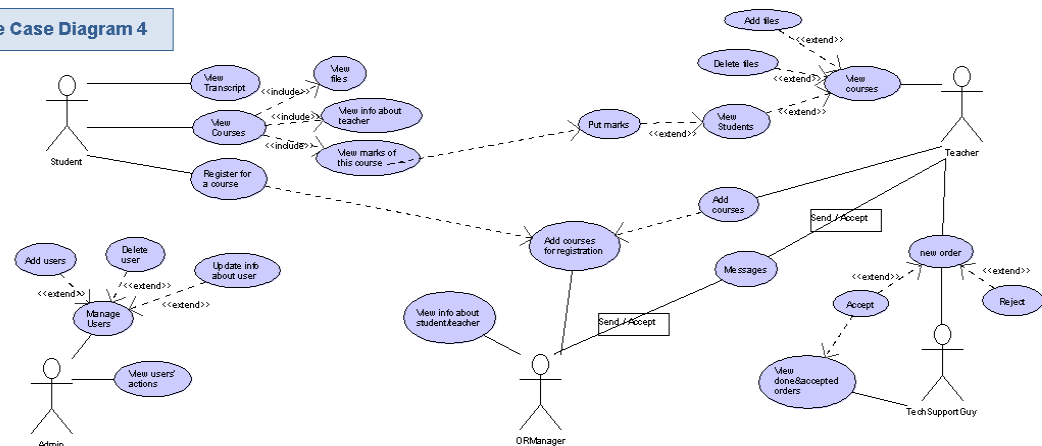 e Case Diagram 4
Add files
<<extend>>
Delete files
<<extend>>
View
courses
<<extend>>
View
Students
<<extend>>
Put marks
Teacher
View
Transcript
View
files
<<include>>
View
Courses
<<include>>
View info about
teacher
<<include>>
View marks of
this course
Student
Register for
a course
Add
courses
Send / Accept
Add courses
for registration
Messages
new order
<<extend>>
<<extend>>
Accept
Reject
Add users
Delete
user
Update info
about user
<<extend>>
<<extend>>
Manage
Users
View info about
student/teacher
Send / Accept
View users'
actions
View
done&accepted
orders
Admin
ORManager
TechSupportGuy